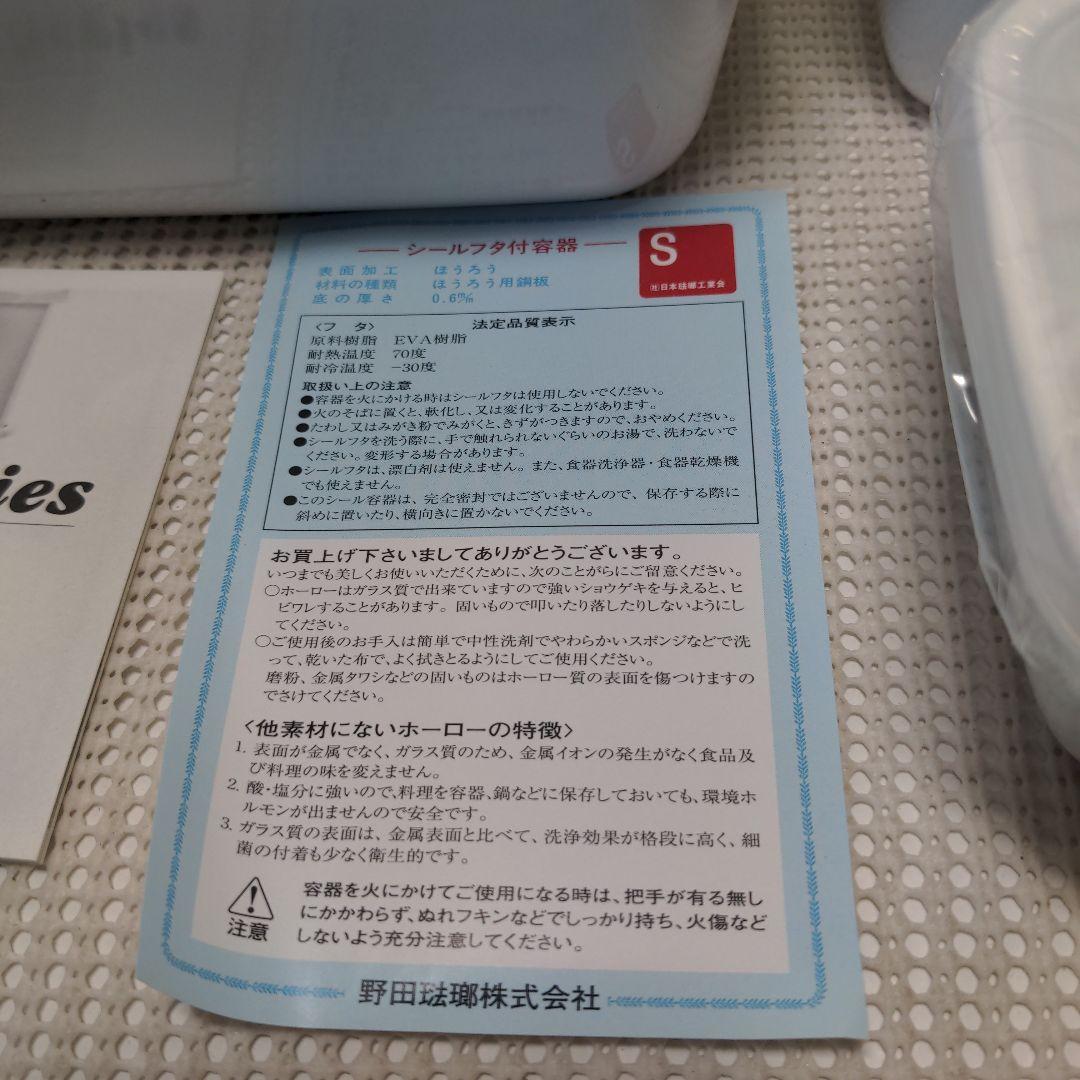 シールフタ付容器
S
㈳日本琺瑯工業会
表面加工 ほうろう
材料の種類 ほうろう用鋼板
底の厚さ 0.6㎜
〈フタ〉 法定品質表示
原料樹脂 EVA樹脂
耐熱温度 70度
耐冷温度 −30度
取扱い上の注意
●容器を火にかける時はシールフタは使用しないでください。
●火のそばに置くと、軟化し、又は変化することがあります。
●たわし又はみがき粉でみがくと、きずがつきますので、おやめください。
●シールフタを洗う際に、手で触れられないぐらいのお湯で、洗わないで
ください。変形する場合があります。
●シールフタは、漂白剤は使えません。また、食器洗浄器・食器乾燥機
でも使えません。
●このシール容器は、完全密封ではございませんので、保存する際に
斜めに置いたり、横向きに置かないでください。
お買上げ下さいましてありがとうございます。
いつまでも美しくお使いいただくために、次のことがらにご留意ください。
○ホーローはガラス質で出来ていますので強いショウゲキを与えると、ヒ
ビワレすることがあります。固いもので叩いたり落したりしないようにし
てください。
○ご使用後のお手入は簡単で中性洗剤でやわらかいスポンジなどで洗
って、乾いた布で、よく拭きとるようにしてご使用ください。
磨粉、金属タワシなどの固いものはホーロー質の表面を傷つけますの
でさけてください。
〈他素材にないホーローの特徴〉
1. 表面が金属でなく、ガラス質のため、金属イオンの発生がなく食品及
び料理の味を変えません。
2. 酸・塩分に強いので、料理を容器、鍋などに保存しておいても、環境ホ
ルモンが出ませんので安全です。
3. ガラス質の表面は、金属表面と比べて、洗浄効果が格段に高く、細
菌の付着も少なく衛生的です。
注意
容器を火にかけてご使用になる時は、把手が有る無し
にかかわらず、ぬれフキンなどでしっかり持ち、火傷など
しないよう充分注意してください。
野田琺瑯株式会社
ies